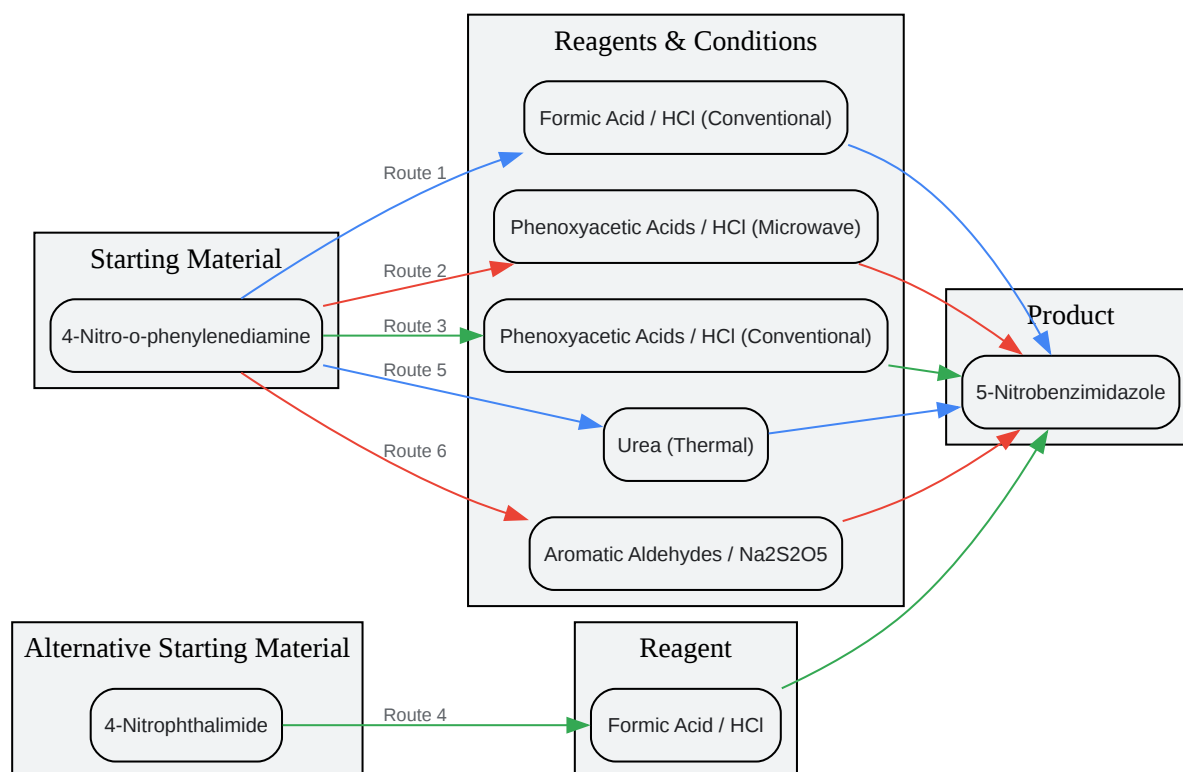 Reagents & Conditions
Formic Acid / HCl (Conventional)
Route 1
Phenoxyacetic Acids / HCl (Microwave)
Starting Material
Route 2
Product
4-Nitro-o-phenylenediamine
Route 3
Phenoxyacetic Acids / HCl (Conventional)
Route 5
5-Nitrobenzimidazole
Urea (Thermal)
Route 6
Aromatic Aldehydes / Na2S2O5
Alternative Starting Material
Reagent
4-Nitrophthalimide
Route 4
Formic Acid / HCl